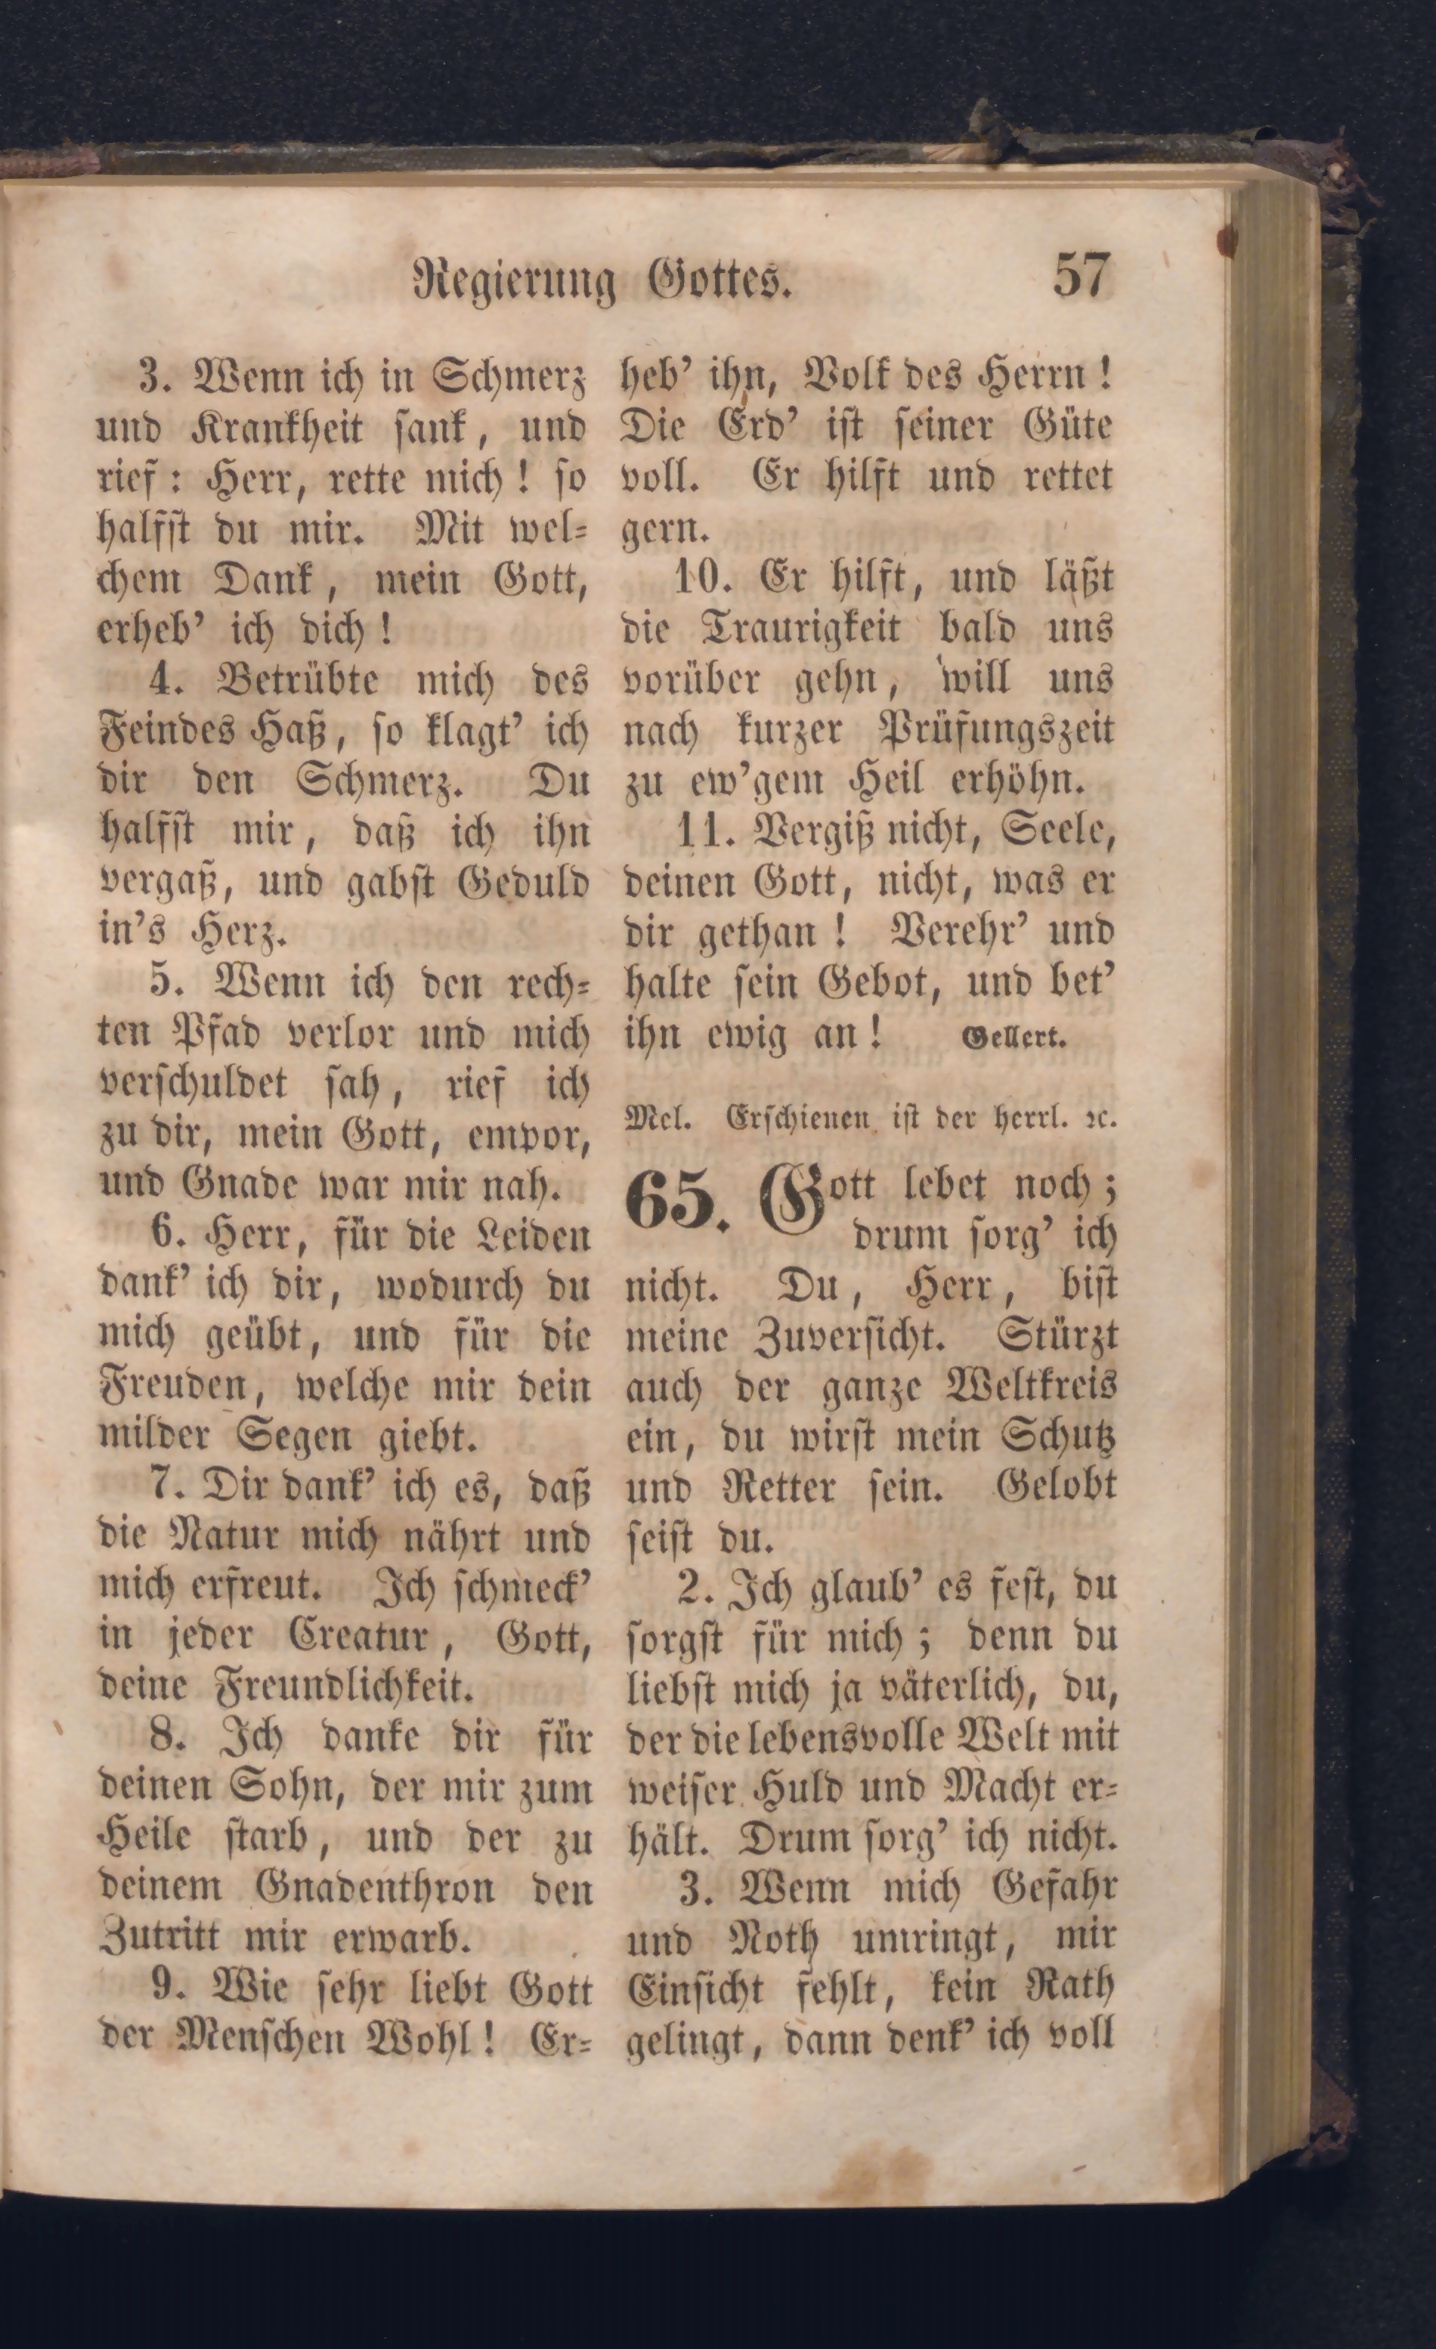 Regierung Gottes. 57
3. Wenn ich in Schmerz
und Krankheit sank, und
rief: Herr, rette mich! so
halfst du mir. Mit wel-
chem Dank, mein Gott,
erheb' ich dich!
4. Betrübte mich des
Feindes Haß, so klagt' ich
dir den Schmerz. Du
halfst mir, daß ich ihn
vergaß, und gabst Geduld
in's Herz.
5. Wenn ich den rech-
ten Pfad verlor und mich
verschuldet sah, rief ich
zu dir, mein Gott, empor,
und Gnade war mir nah.
6. Herr, für die Leiden
dank' ich dir, wodurch du
mich geübt, und für die
Freuden, welche mir dein
milder Segen giebt.
7. Dir dank' ich es, daß
die Natur mich nährt und
mich erfreut. Ich schmeck'
in jeder Creatur, Gott,
deine Freundlichkeit.
8. Ich danke dir für
deinen Sohn, der mir zum
Heile starb, und der zu
deinem Gnadenthron den
Zutritt mir erwarb.
9. Wie sehr liebt Gott
der Menschen Wohl! Er-
heb' ihn, Volk des Herrn!
Die Erd' ist seiner Güte
voll. Er hilft und rettet
gern.
10. Er hilft, und läßt
die Traurigkeit bald uns
vorüber gehn, will uns
nach kurzer Prüfungszeit
zu ew'gem Heil erhöhn.
11. Vergiß nicht, Seele,
deinen Gott, nicht, was er
dir gethan! Verehr' und
halte sein Gebot, und bet'
ihn ewig an! Gellert.
Mel. Erschienen ist der herrl. ꝛc.
65. Gott lebet noch;
drum sorg' ich
nicht. Du, Herr, bist
meine Zuversicht. Stürzt
auch der ganze Weltkreis
ein, du wirst mein Schutz
und Retter sein. Gelobt
seist du.
2. Ich glaub' es fest, du
sorgst für mich; denn du
liebst mich ja väterlich, du,
der die lebensvolle Welt mit
weiser Huld und Macht er-
hält. Drum sorg' ich nicht.
3. Wenn mich Gefahr
und Noth umringt, mir
Einsicht fehlt, kein Rath
gelingt, dann denk' ich voll